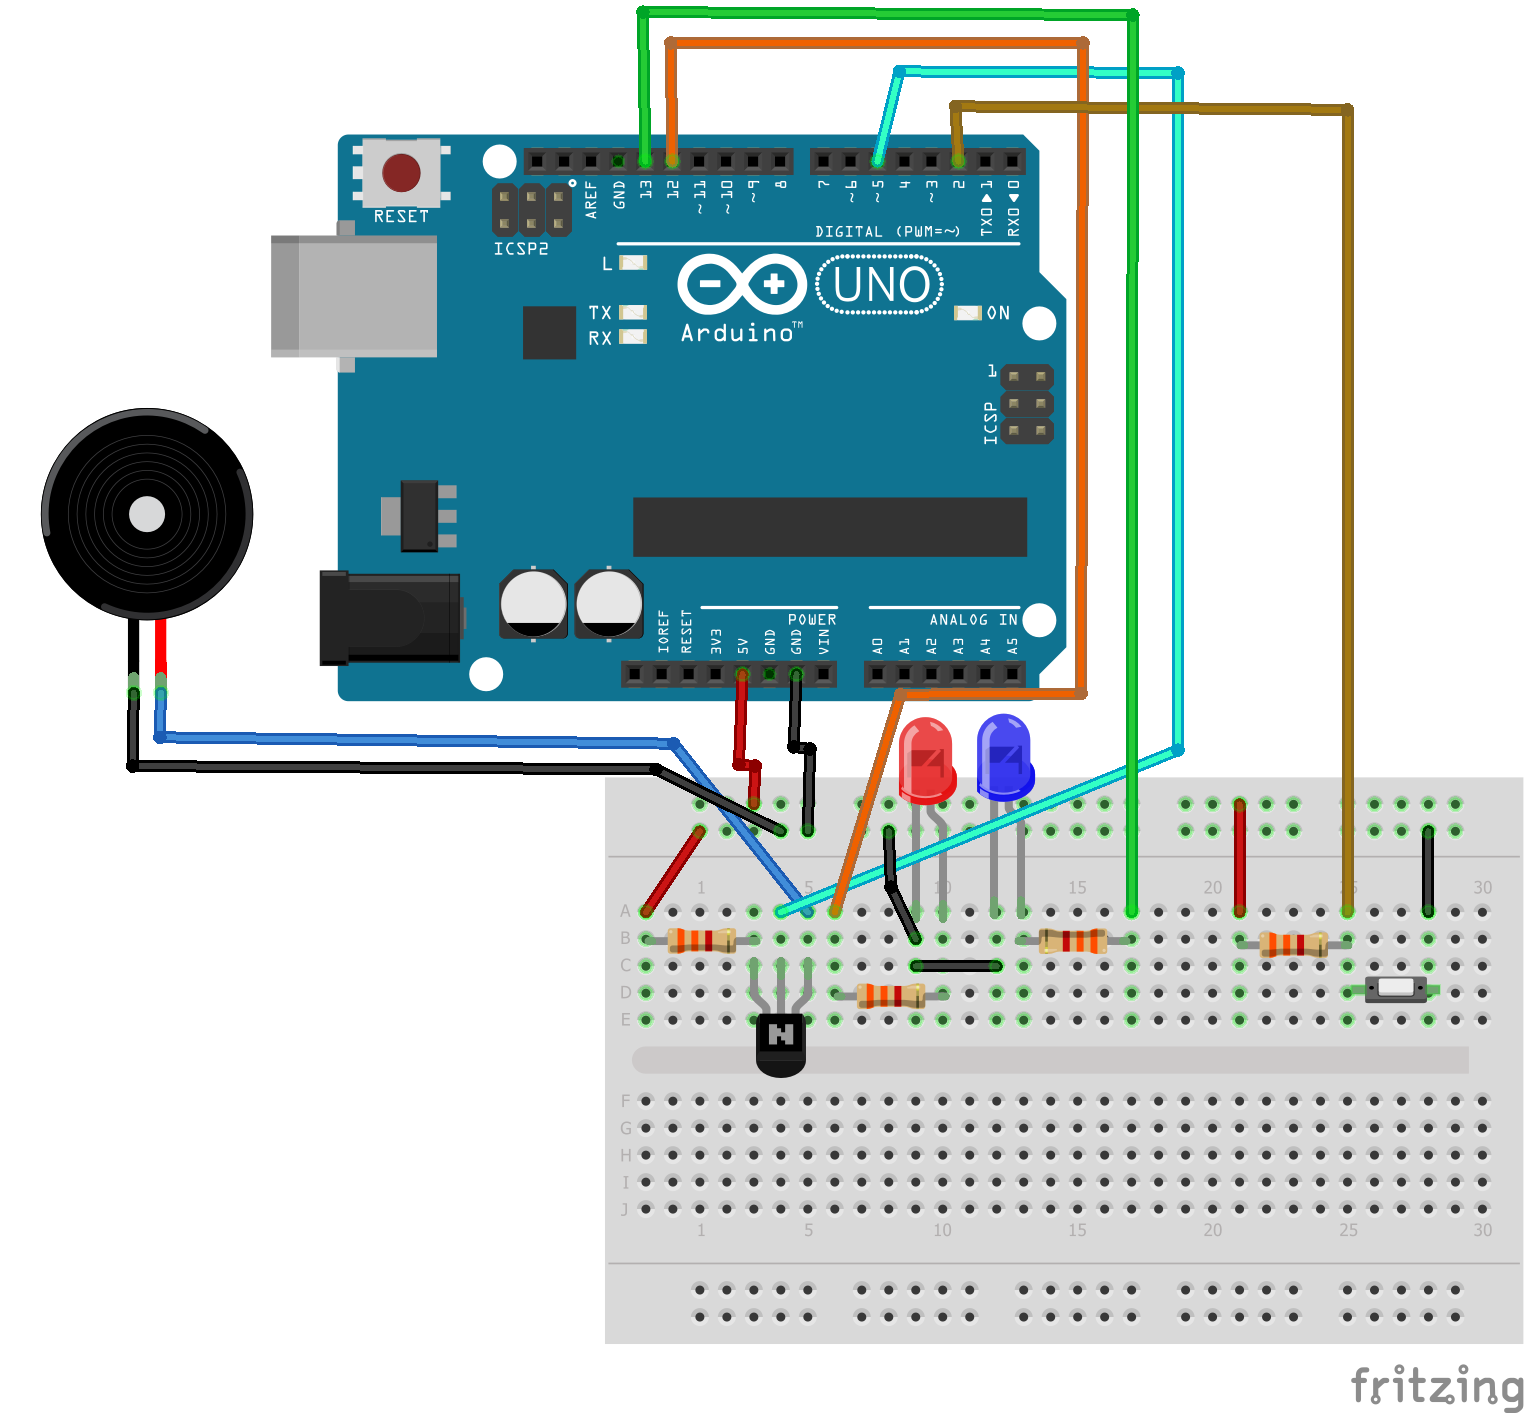 RESET
ICSP2
AREF
GND
13
12
~11
~10
~9
8
7
~6
~5
4
~3
2
TX0▶1
RX0◀0
DIGITAL (PWM=~)
L
TX
RX
Arduino™
UNO
ON
1
ICSP
IOREF
RESET
3V3
5V
GND
GND
VIN
POWER
A0
A1
A2
A3
A4
A5
ANALOG IN
1 5 10 15 20 25 30
A
B
C
D
E
N
F
G
H
I
J
1 5 10 15 20 25 30
fritzing